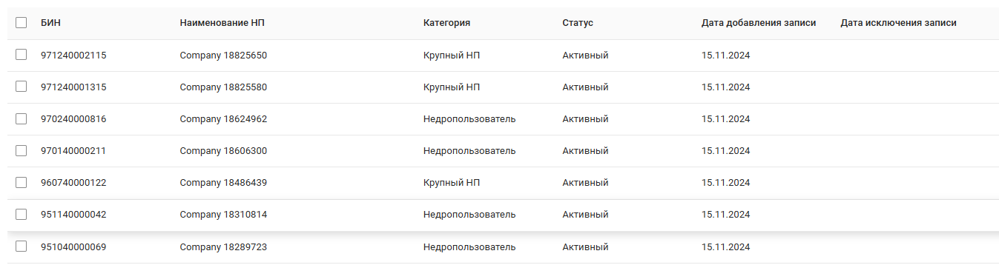 БИН Наименование НП Категория Статус Дата добавления записи Дата исключения записи
971240002115 Company 18825650 Крупный НП Активный 15.11.2024
971240001315 Company 18825580 Крупный НП Активный 15.11.2024
970240000816 Company 18624962 Недропользователь Активный 15.11.2024
970140000211 Company 18606300 Недропользователь Активный 15.11.2024
960740000122 Company 18486439 Крупный НП Активный 15.11.2024
951140000042 Company 18310814 Недропользователь Активный 15.11.2024
951040000069 Company 18289723 Недропользователь Активный 15.11.2024